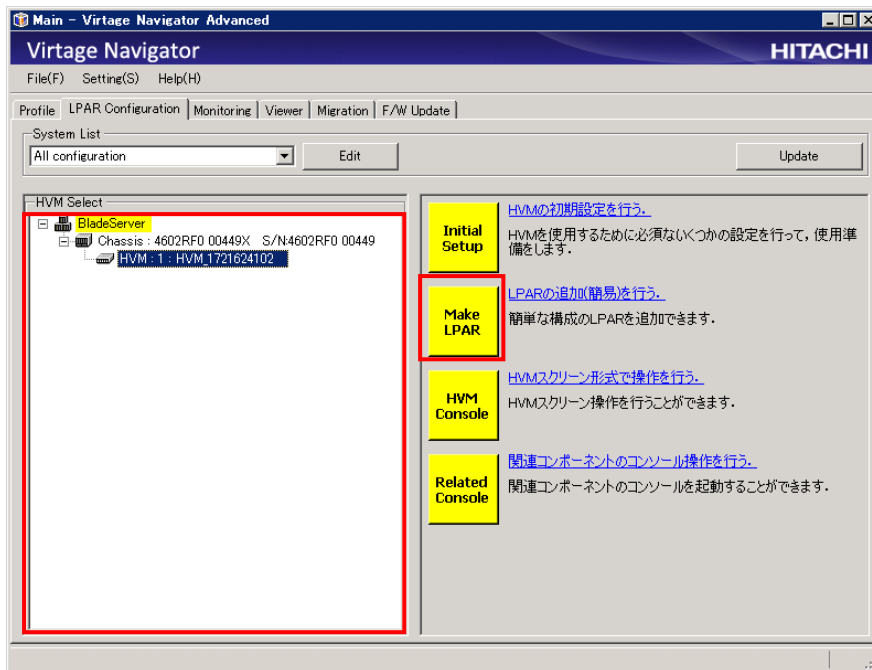 Main - Virtage Navigator Advanced
Virtage Navigator
HITACHI
File(F) Setting(S) Help(H)
Profile LPAR Configuration Monitoring Viewer Migration F/W Update
System List
All configuration Edit Update
HVM Select
BladeServer
Chassis : 4602RF0 00449X S/N:4602RF0 00449
HVM : 1 : HVM_1721624102
Initial Setup
HVMの初期設定を行う.
HVMを使用するために必須ないくつかの設定を行って,使用準
備をします.
Make LPAR
LPARの追加(簡易)を行う.
簡単な構成のLPARを追加できます.
HVM Console
HVMスクリーン形式で操作を行う.
HVMスクリーン操作を行うことができます.
Related Console
関連コンポーネントのコンソール操作を行う.
関連コンポーネントのコンソールを起動することができます.